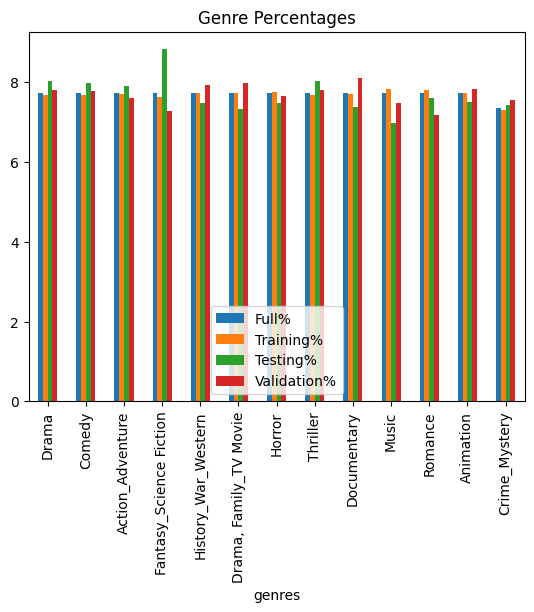 Genre Percentages
8
6
4
2
0
Full%
Training%
Testing%
Validation%
Drama
Comedy
Action_Adventure
Fantasy_Science Fiction
History_War_Western
Drama, Family_TV Movie
Horror
Thriller
Documentary
Music
Romance
Animation
Crime_Mystery
genres